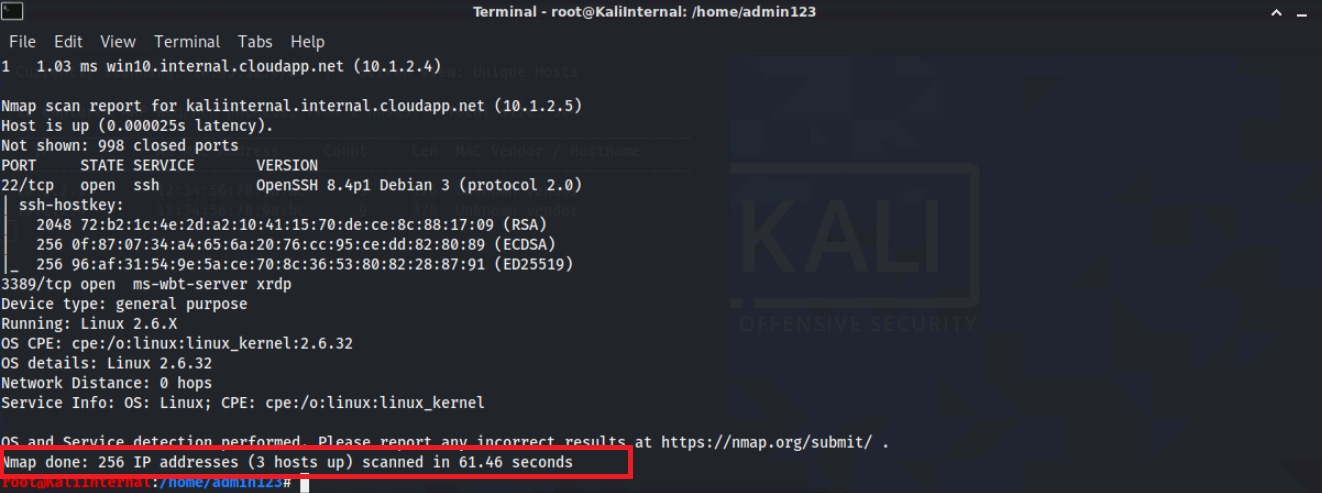 Terminal - root@KaliInternal: /home/admin123
File Edit View Terminal Tabs Help
1   1.03 ms win10.internal.cloudapp.net (10.1.2.4)
: Unique Hosts
Nmap scan report for kaliinternal.internal.cloudapp.net (10.1.2.5)
Host is up (0.000025s latency).
Not shown: 998 closed ports
Count Len MAC Vendor / Hostname
PORT     STATE SERVICE       VERSION
22/tcp   open  ssh           OpenSSH 8.4p1 Debian 3 (protocol 2.0)
| ssh-hostkey:
|   2048 72:b2:1c:4e:2d:a2:10:41:15:70:de:ce:8c:88:17:09 (RSA)
|   256 0f:87:07:34:a4:65:6a:20:76:cc:95:ce:dd:82:80:89 (ECDSA)
|_  256 96:af:31:54:9e:5a:ce:70:8c:36:53:80:82:28:87:91 (ED25519)
3389/tcp open  ms-wbt-server xrdp
Device type: general purpose
Running: Linux 2.6.X
OS CPE: cpe:/o:linux:linux_kernel:2.6.32
OS details: Linux 2.6.32
Network Distance: 0 hops
Service Info: OS: Linux; CPE: cpe:/o:linux:linux_kernel
OS and Service detection performed. Please report any incorrect results at https://nmap.org/submit/ .
Nmap done: 256 IP addresses (3 hosts up) scanned in 61.46 seconds
root@KaliInternal:/home/admin123#
KALI
OFFENSIVE SECURITY